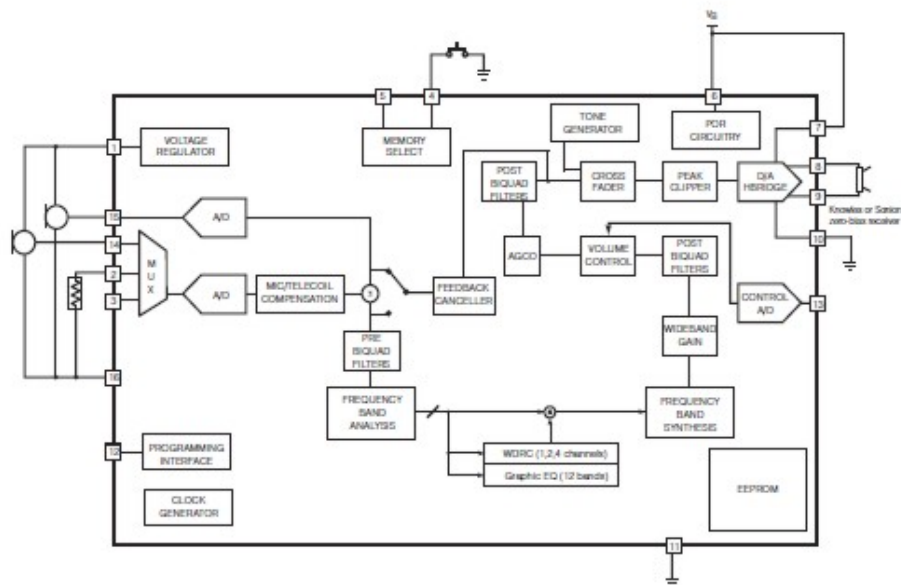 VB
5
4
6
TONE
GENERATOR
POR
CIRCUITRY
7
1
VOLTAGE
REGULATOR
MEMORY
SELECT
8
POST
BIQUAD
FILTERS
CROSS
FADER
PEAK
CLIPPER
D/A
HBRIDGE
9
Knowles or Sonion
zero-bias receiver
15
A/D
14
10
AGCO
VOLUME
CONTROL
POST
BIQUAD
FILTERS
M
U
X
2
A/D
MIC/TELECOIL
COMPENSATION
FEEDBACK
CANCELLER
3
CONTROL
A/D
13
PRE
BIQUAD
FILTERS
WIDEBAND
GAIN
16
FREQUENCY
BAND
ANALYSIS
FREQUENCY
BAND
SYNTHESIS
12
PROGRAMMING
INTERFACE
WDRC (1,2,4 channels)
Graphic EQ (12 bands)
EEPROM
CLOCK
GENERATOR
11